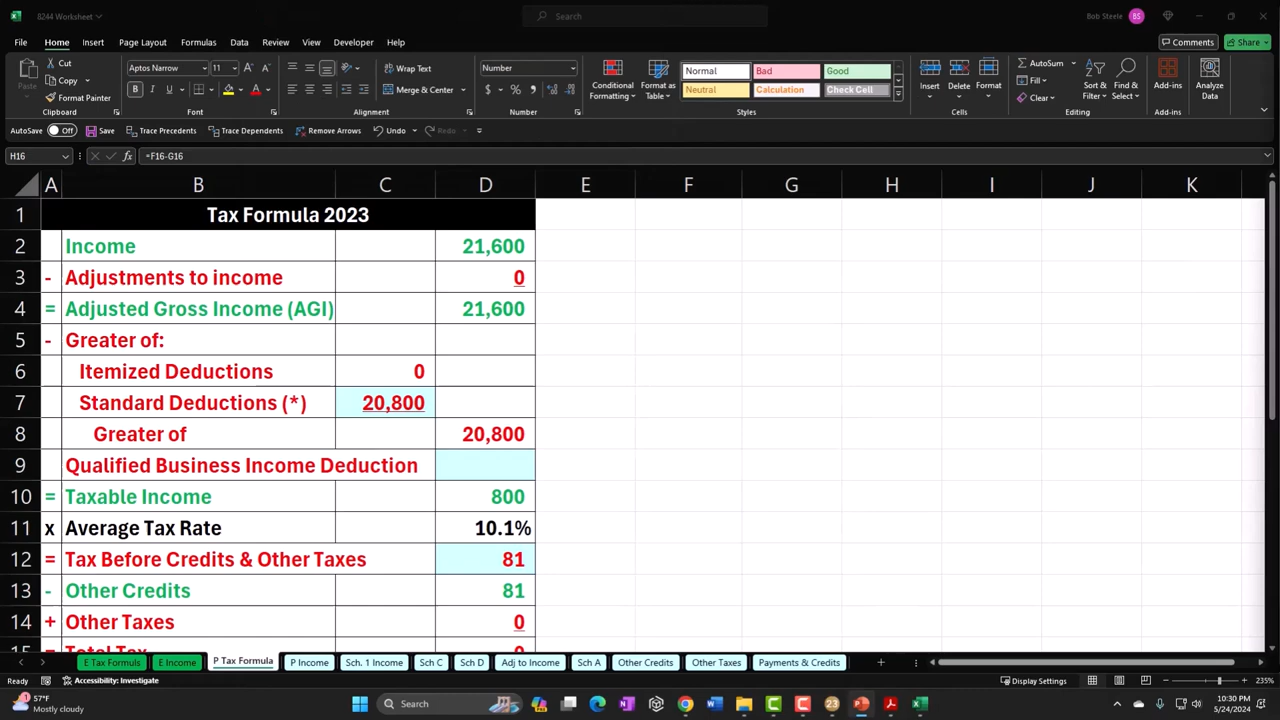 8244 Worksheet
Search
Bob Steele
BS
File Home Insert Page Layout Formulas Data Review View Developer Help
Comments
Share
Cut
Copy
Format Painter
Paste
Clipboard
Aptos Narrow
11
Font
Wrap Text
Merge & Center
Alignment
Number
Number
Conditional Formatting
Format as Table
Normal
Bad
Good
Neutral
Calculation
Check Cell
Styles
Insert
Delete
Format
Cells
AutoSum
Fill
Clear
Sort & Filter
Find & Select
Editing
Add-ins
Add-ins
Analyze Data
AutoSave Off
Save
Trace Precedents
Trace Dependents
Remove Arrows
Undo
Redo
H16
=F16-G16
A B C D E F G H I J K
1 Tax Formula 2023
2 Income 21,600
3 - Adjustments to income 0
4 = Adjusted Gross Income (AGI) 21,600
5 - Greater of:
6 Itemized Deductions 0
7 Standard Deductions (*) 20,800
8 Greater of 20,800
9 Qualified Business Income Deduction
10 = Taxable Income 800
11 x Average Tax Rate 10.1%
12 = Tax Before Credits & Other Taxes 81
13 - Other Credits 81
14 + Other Taxes 0
E Tax Formuls E Income P Tax Formula P Income Sch. 1 Income Sch C Sch D Adj to Income Sch A Other Credits Other Taxes Payments & Credits
Ready
Accessibility: Investigate
Display Settings
235%
57°F
Mostly cloudy
Search
10:30 PM
5/24/2024